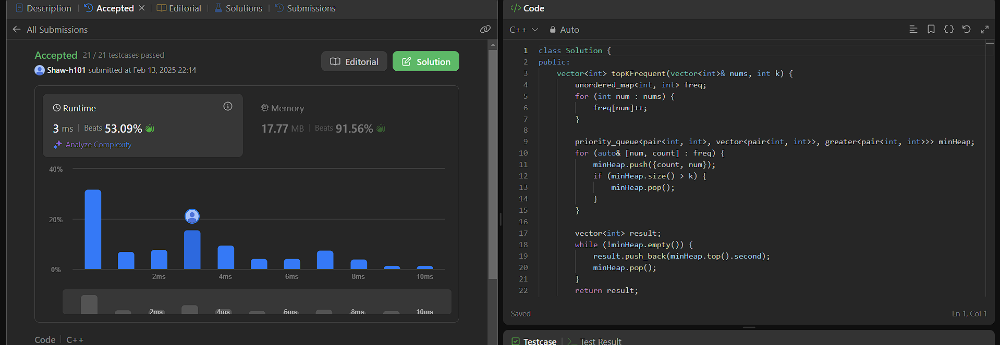 Description Accepted Editorial Solutions Submissions
All Submissions
Accepted 21 / 21 testcases passed
Shaw-h101 submitted at Feb 13, 2025 22:14
Editorial Solution
Runtime
3 ms Beats 53.09%
Analyze Complexity
Memory
17.77 MB Beats 91.56%
40%
20%
0%
2ms 4ms 6ms 8ms 10ms
2ms 4ms 6ms 8ms 10ms
Code C++
</> Code
C++ Auto
1 class Solution {
2 public:
3 vector<int> topKFrequent(vector<int>& nums, int k) {
4 unordered_map<int, int> freq;
5 for (int num : nums) {
6 freq[num]++;
7 }
8
9 priority_queue<pair<int, int>, vector<pair<int, int>>, greater<pair<int, int>>> minHeap;
10 for (auto& [num, count] : freq) {
11 minHeap.push({count, num});
12 if (minHeap.size() > k) {
13 minHeap.pop();
14 }
15 }
16
17 vector<int> result;
18 while (!minHeap.empty()) {
19 result.push_back(minHeap.top().second);
20 minHeap.pop();
21 }
22 return result;
Saved Ln 1, Col 1
Testcase Test Result